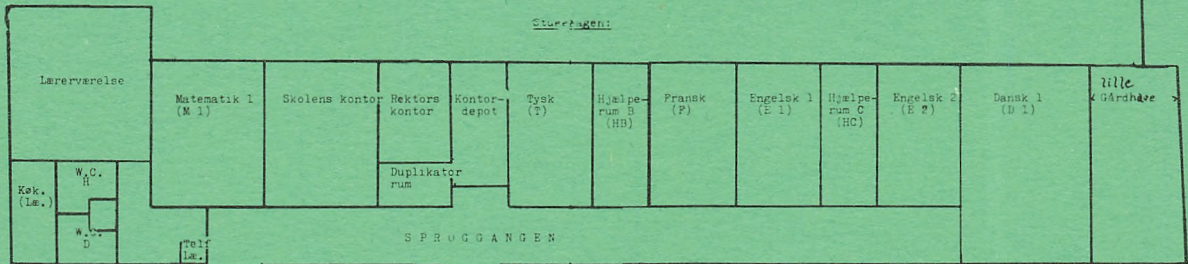 Stueetagen:
Lærerværelse
Matematik 1
(M 1)
Skolens kontor
Rektors
kontor
Kontor-
depot
Tysk
(T)
Hjælpe-
rum B
(HB)
Fransk
(F)
Engelsk 1
(E 1)
Hjælpe-
rum C
(HC)
Engelsk 2
(E 2)
Dansk 1
(D 1)
lille
Gårdhave
Duplikator
rum
Køk.
(Læ.)
W.C.
H
W.C.
D
Telf
Læ.
SPROGGANGEN